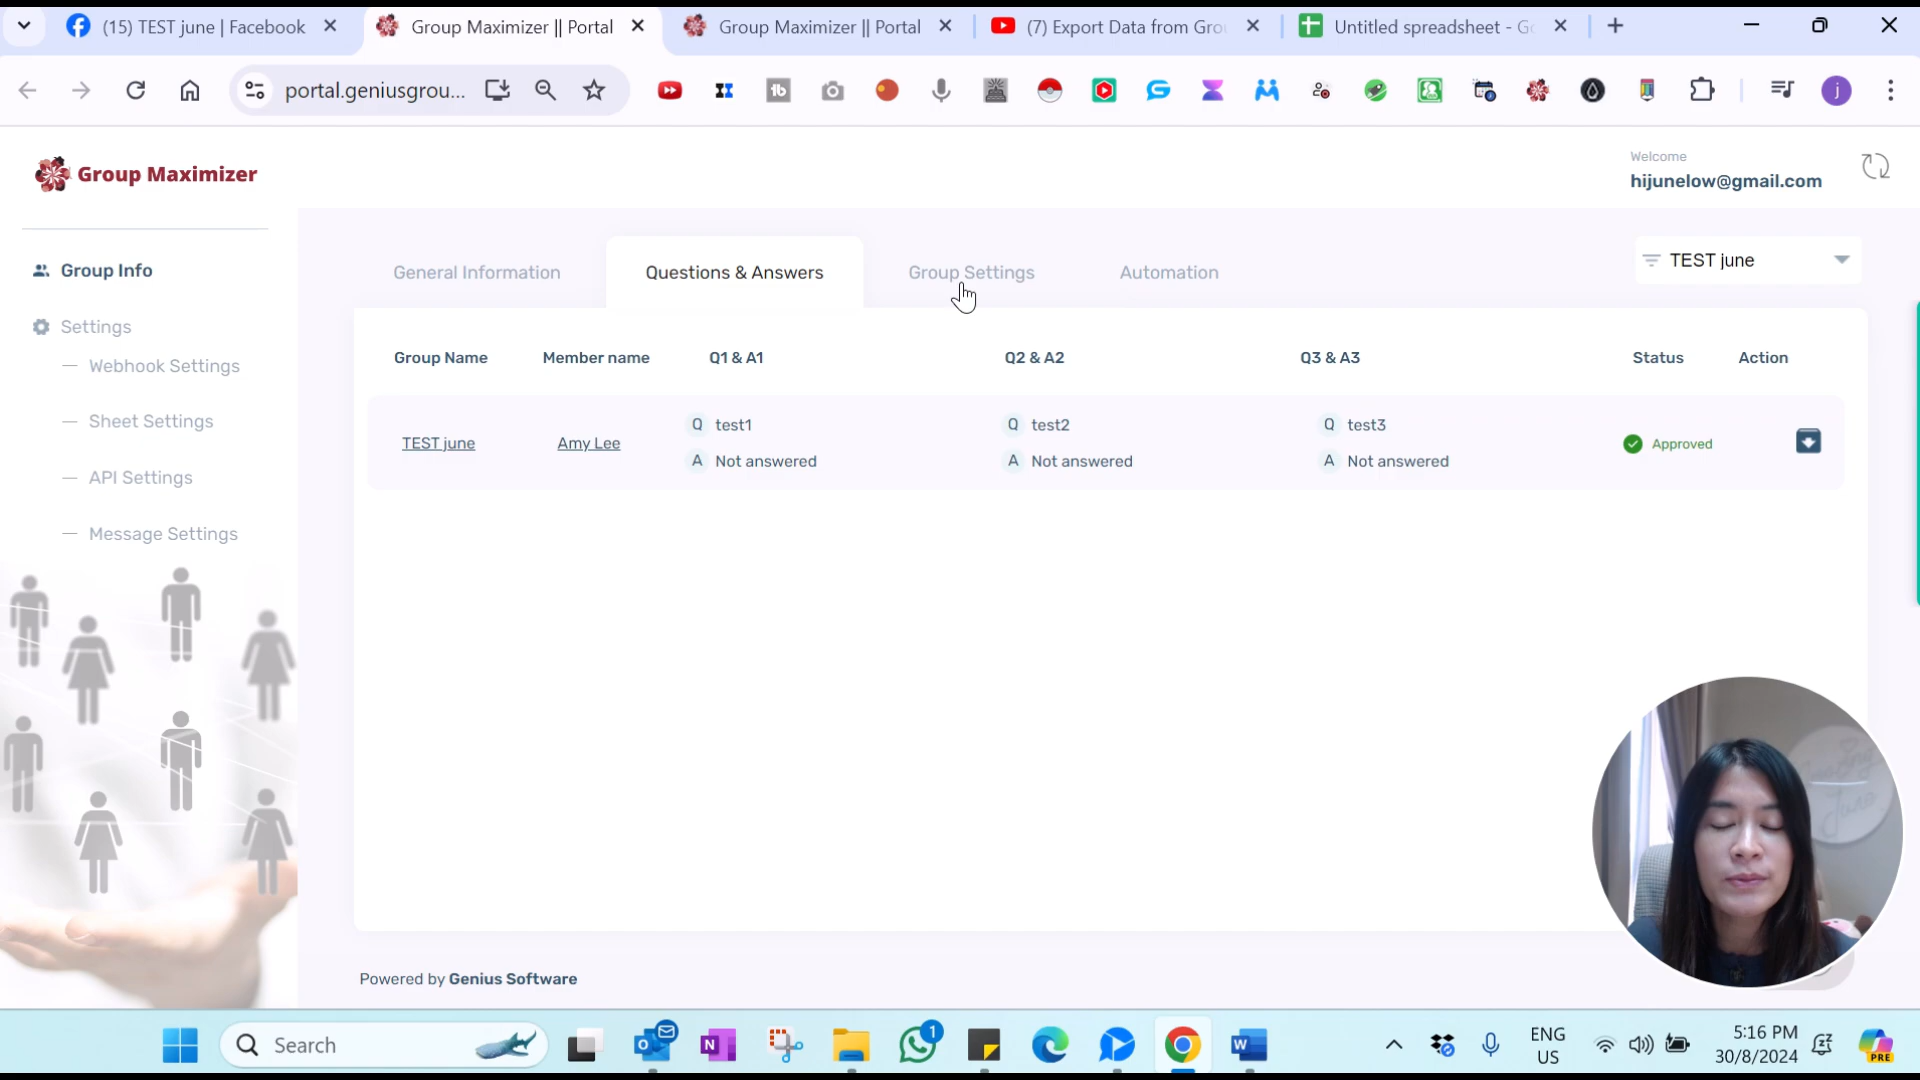 (15) TEST june | Facebook
Group Maximizer || Portal
Group Maximizer || Portal
(7) Export Data from Gro
Untitled spreadsheet - G
portal.geniusgrou...
j
Group Maximizer
Welcome
hijunelow@gmail.com
Group Info
Settings
Webhook Settings
Sheet Settings
API Settings
Message Settings
General Information
Questions & Answers
Group Settings
Automation
TEST june
Group Name
Member name
Q1 & A1
Q2 & A2
Q3 & A3
Status
Action
TEST june
Amy Lee
Q test1
A Not answered
Q test2
A Not answered
Q test3
A Not answered
Approved
Powered by Genius Software
Search
1
ENG
US
5:16 PM
30/8/2024
PRE